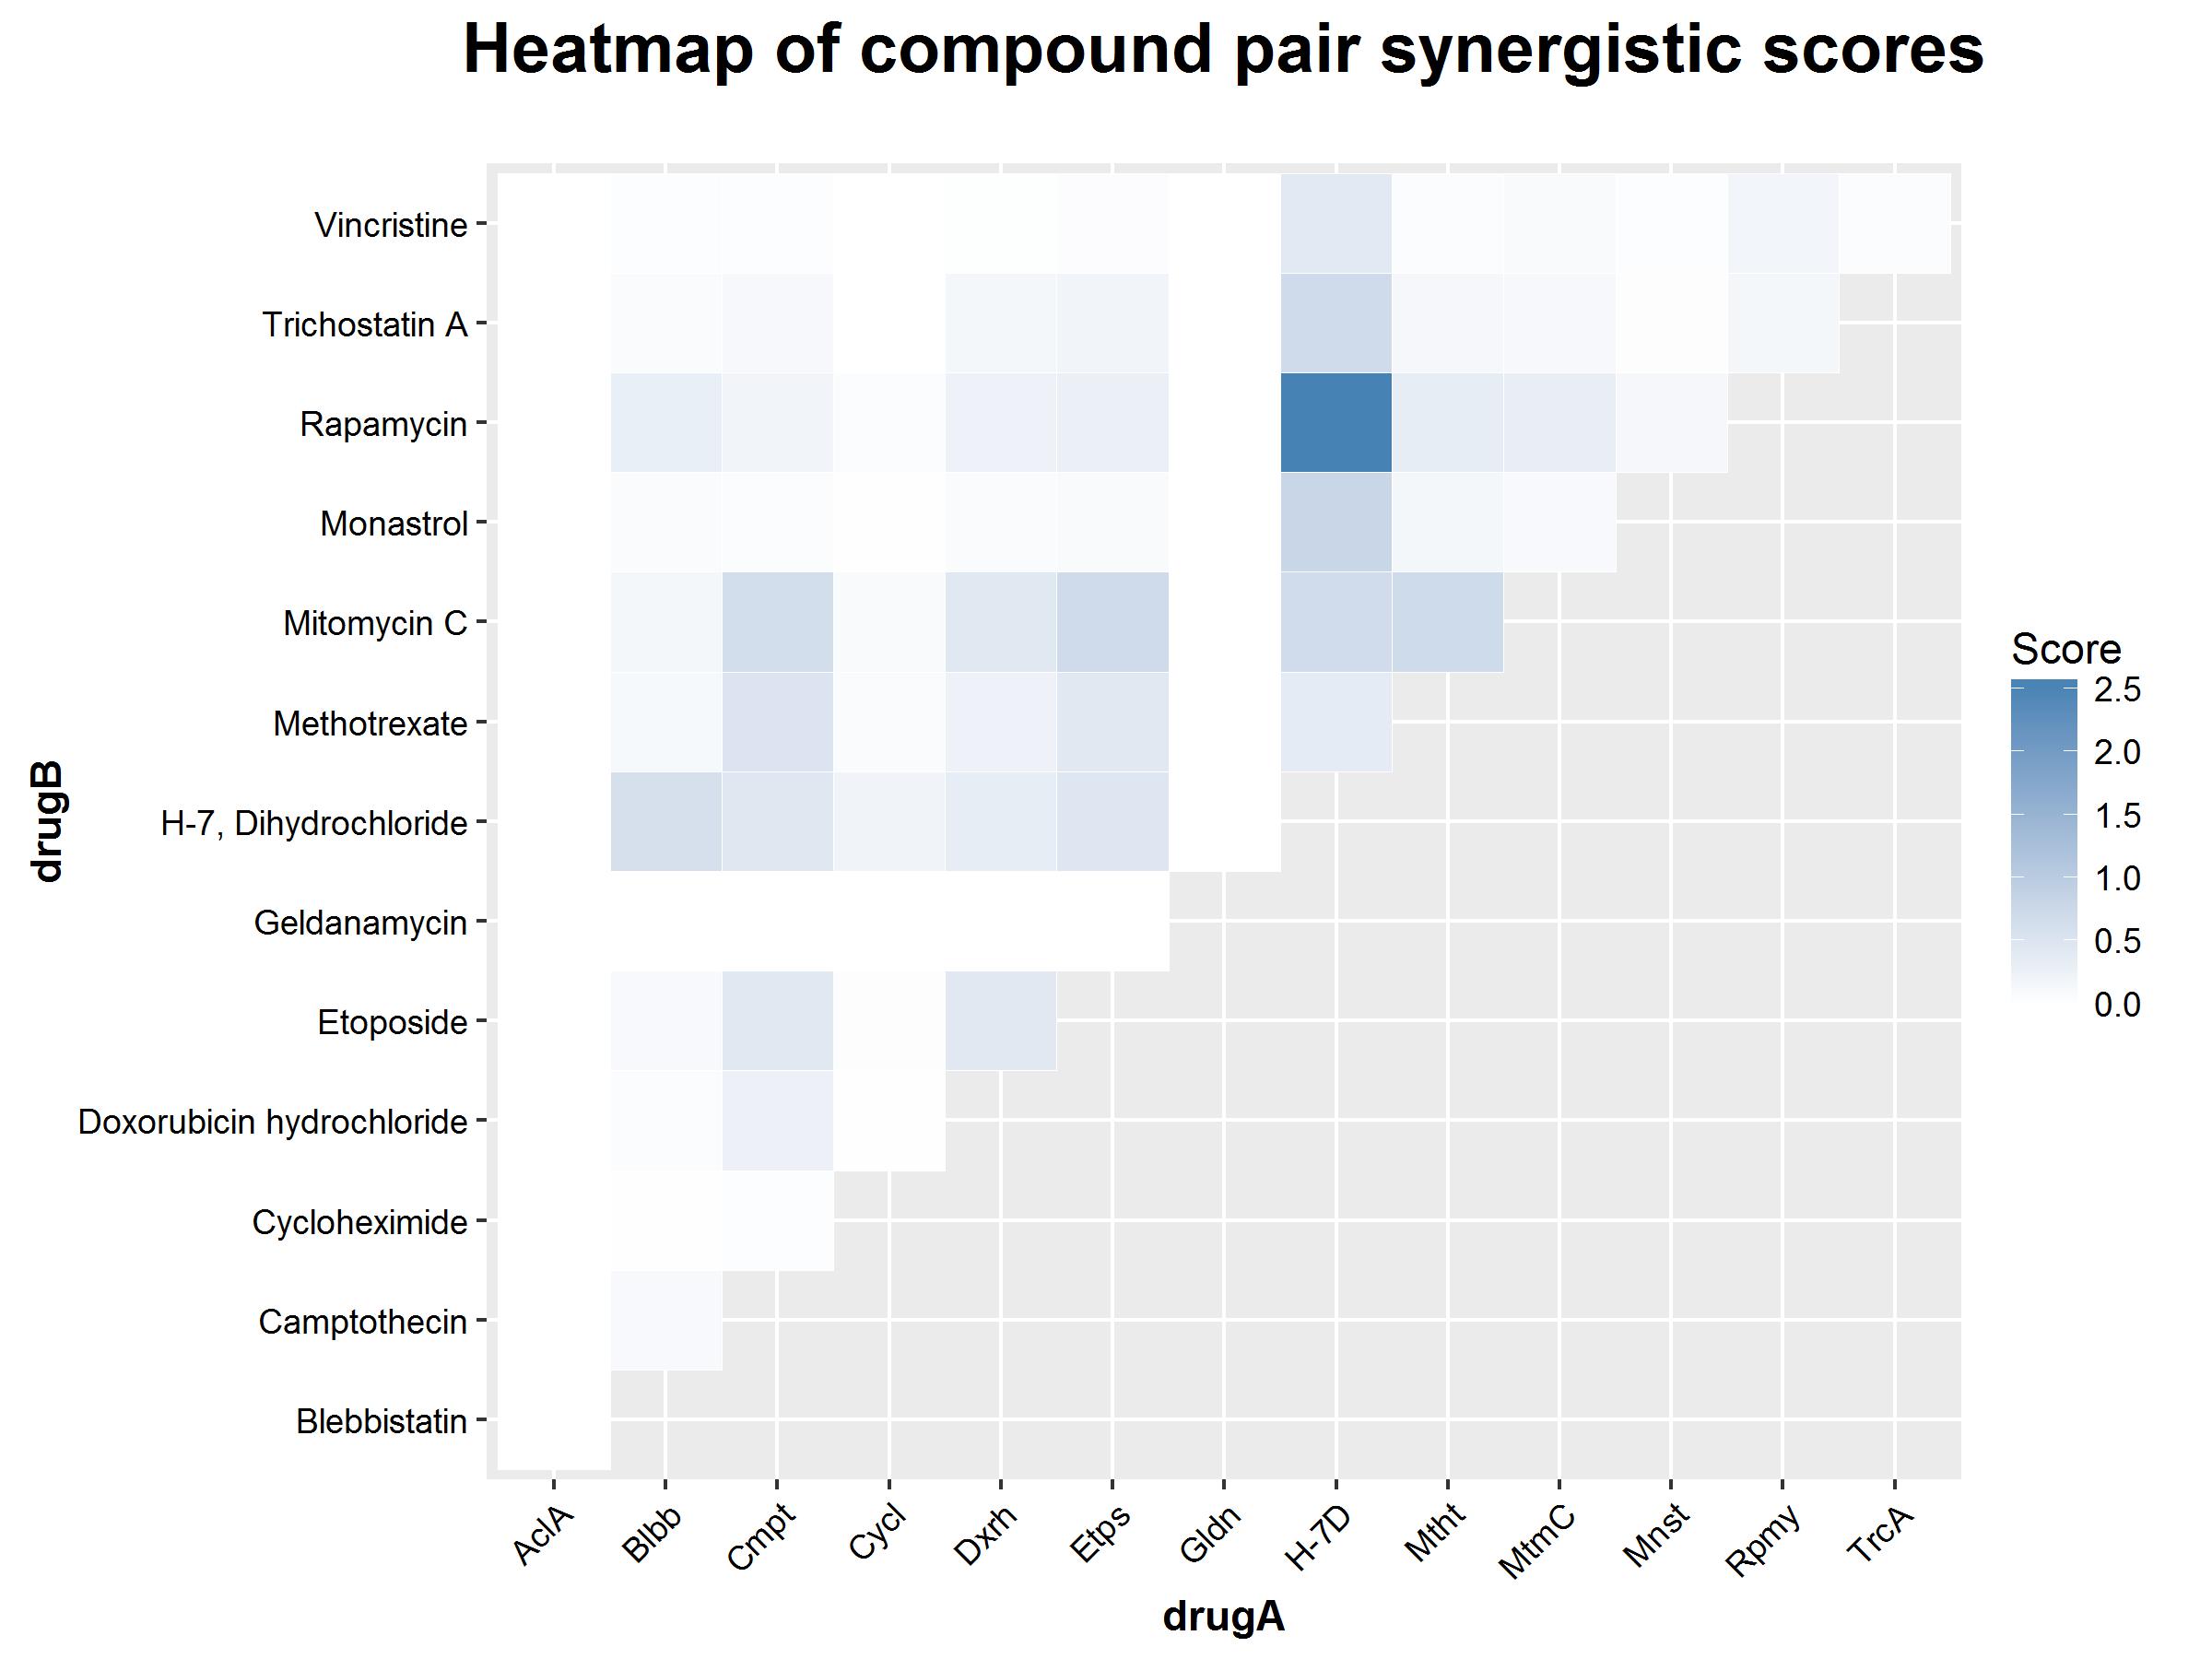 Heatmap of compound pair synergistic scores
drugB
Vincristine
Trichostatin A
Rapamycin
Monastrol
Mitomycin C
Methotrexate
H-7, Dihydrochloride
Geldanamycin
Etoposide
Doxorubicin hydrochloride
Cycloheximide
Camptothecin
Blebbistatin
AclA
Blbb
Cmpt
Cycl
Dxrh
Etps
Gldn
H-7D
Mtht
MtmC
Mnst
Rpmy
TrcA
drugA
Score
2.5
2.0
1.5
1.0
0.5
0.0